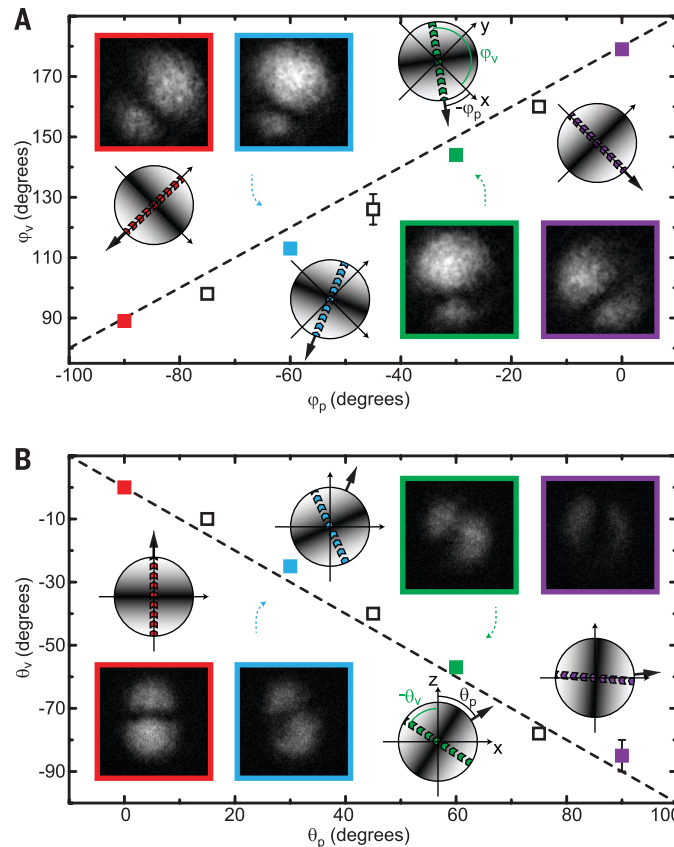 A
170
150
130
110
90
φv (degrees)
-100
-80
-60
-40
-20
0
φp (degrees)
y
φv
x
-φp
B
-10
-30
-50
-70
-90
θv (degrees)
0
20
40
60
80
100
θp (degrees)
z
-θv
θp
x